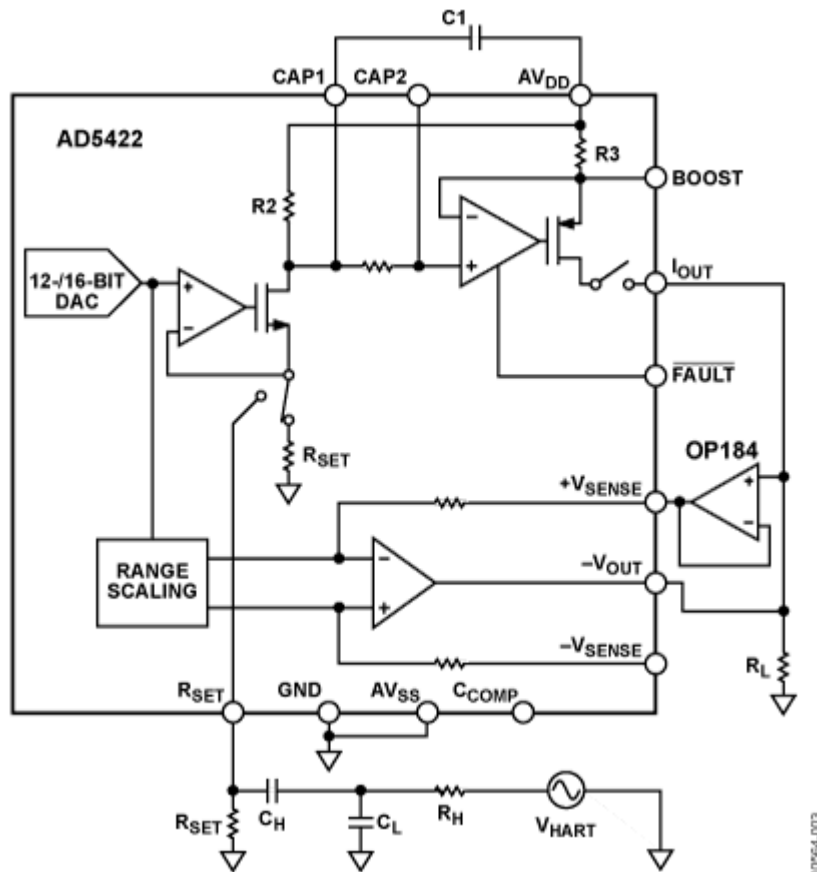 C1
CAP1 CAP2 AVDD
AD5422
R3
R2
BOOST
12-/16-BIT
DAC
+
−
−
+
IOUT
FAULT
RSET
OP184
+
−
+VSENSE
RANGE
SCALING
−
+
−VOUT
−VSENSE
RL
RSET GND AVSS CCOMP
RSET CH CL RH VHART